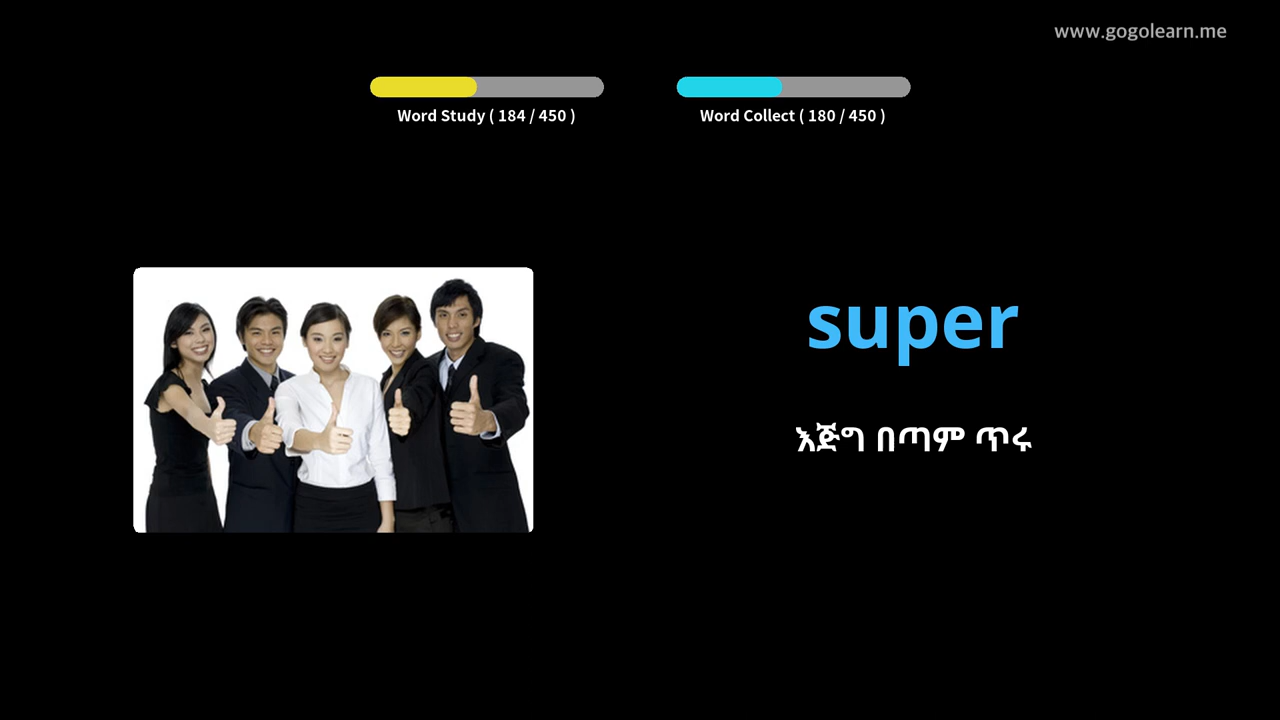 www.gogolearn.me
Word Study ( 184 / 450 )
Word Collect ( 180 / 450 )
super
እጅግ በጣም ጥሩ